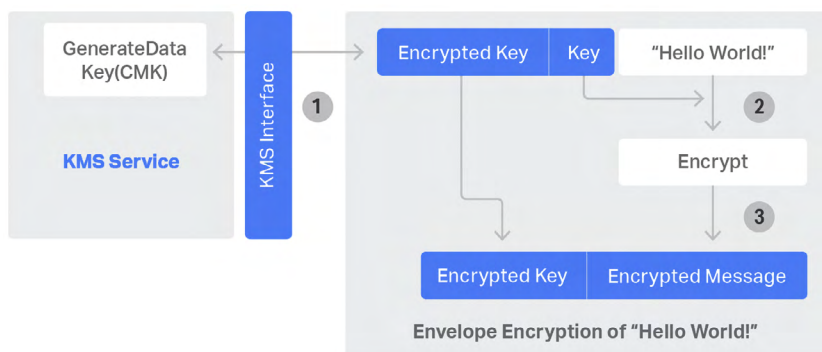 GenerateData
Key(CMK)
KMS Service
KMS Interface
1
Encrypted Key
Key
“Hello World!”
2
Encrypt
3
Encrypted Key
Encrypted Message
Envelope Encryption of “Hello World!”